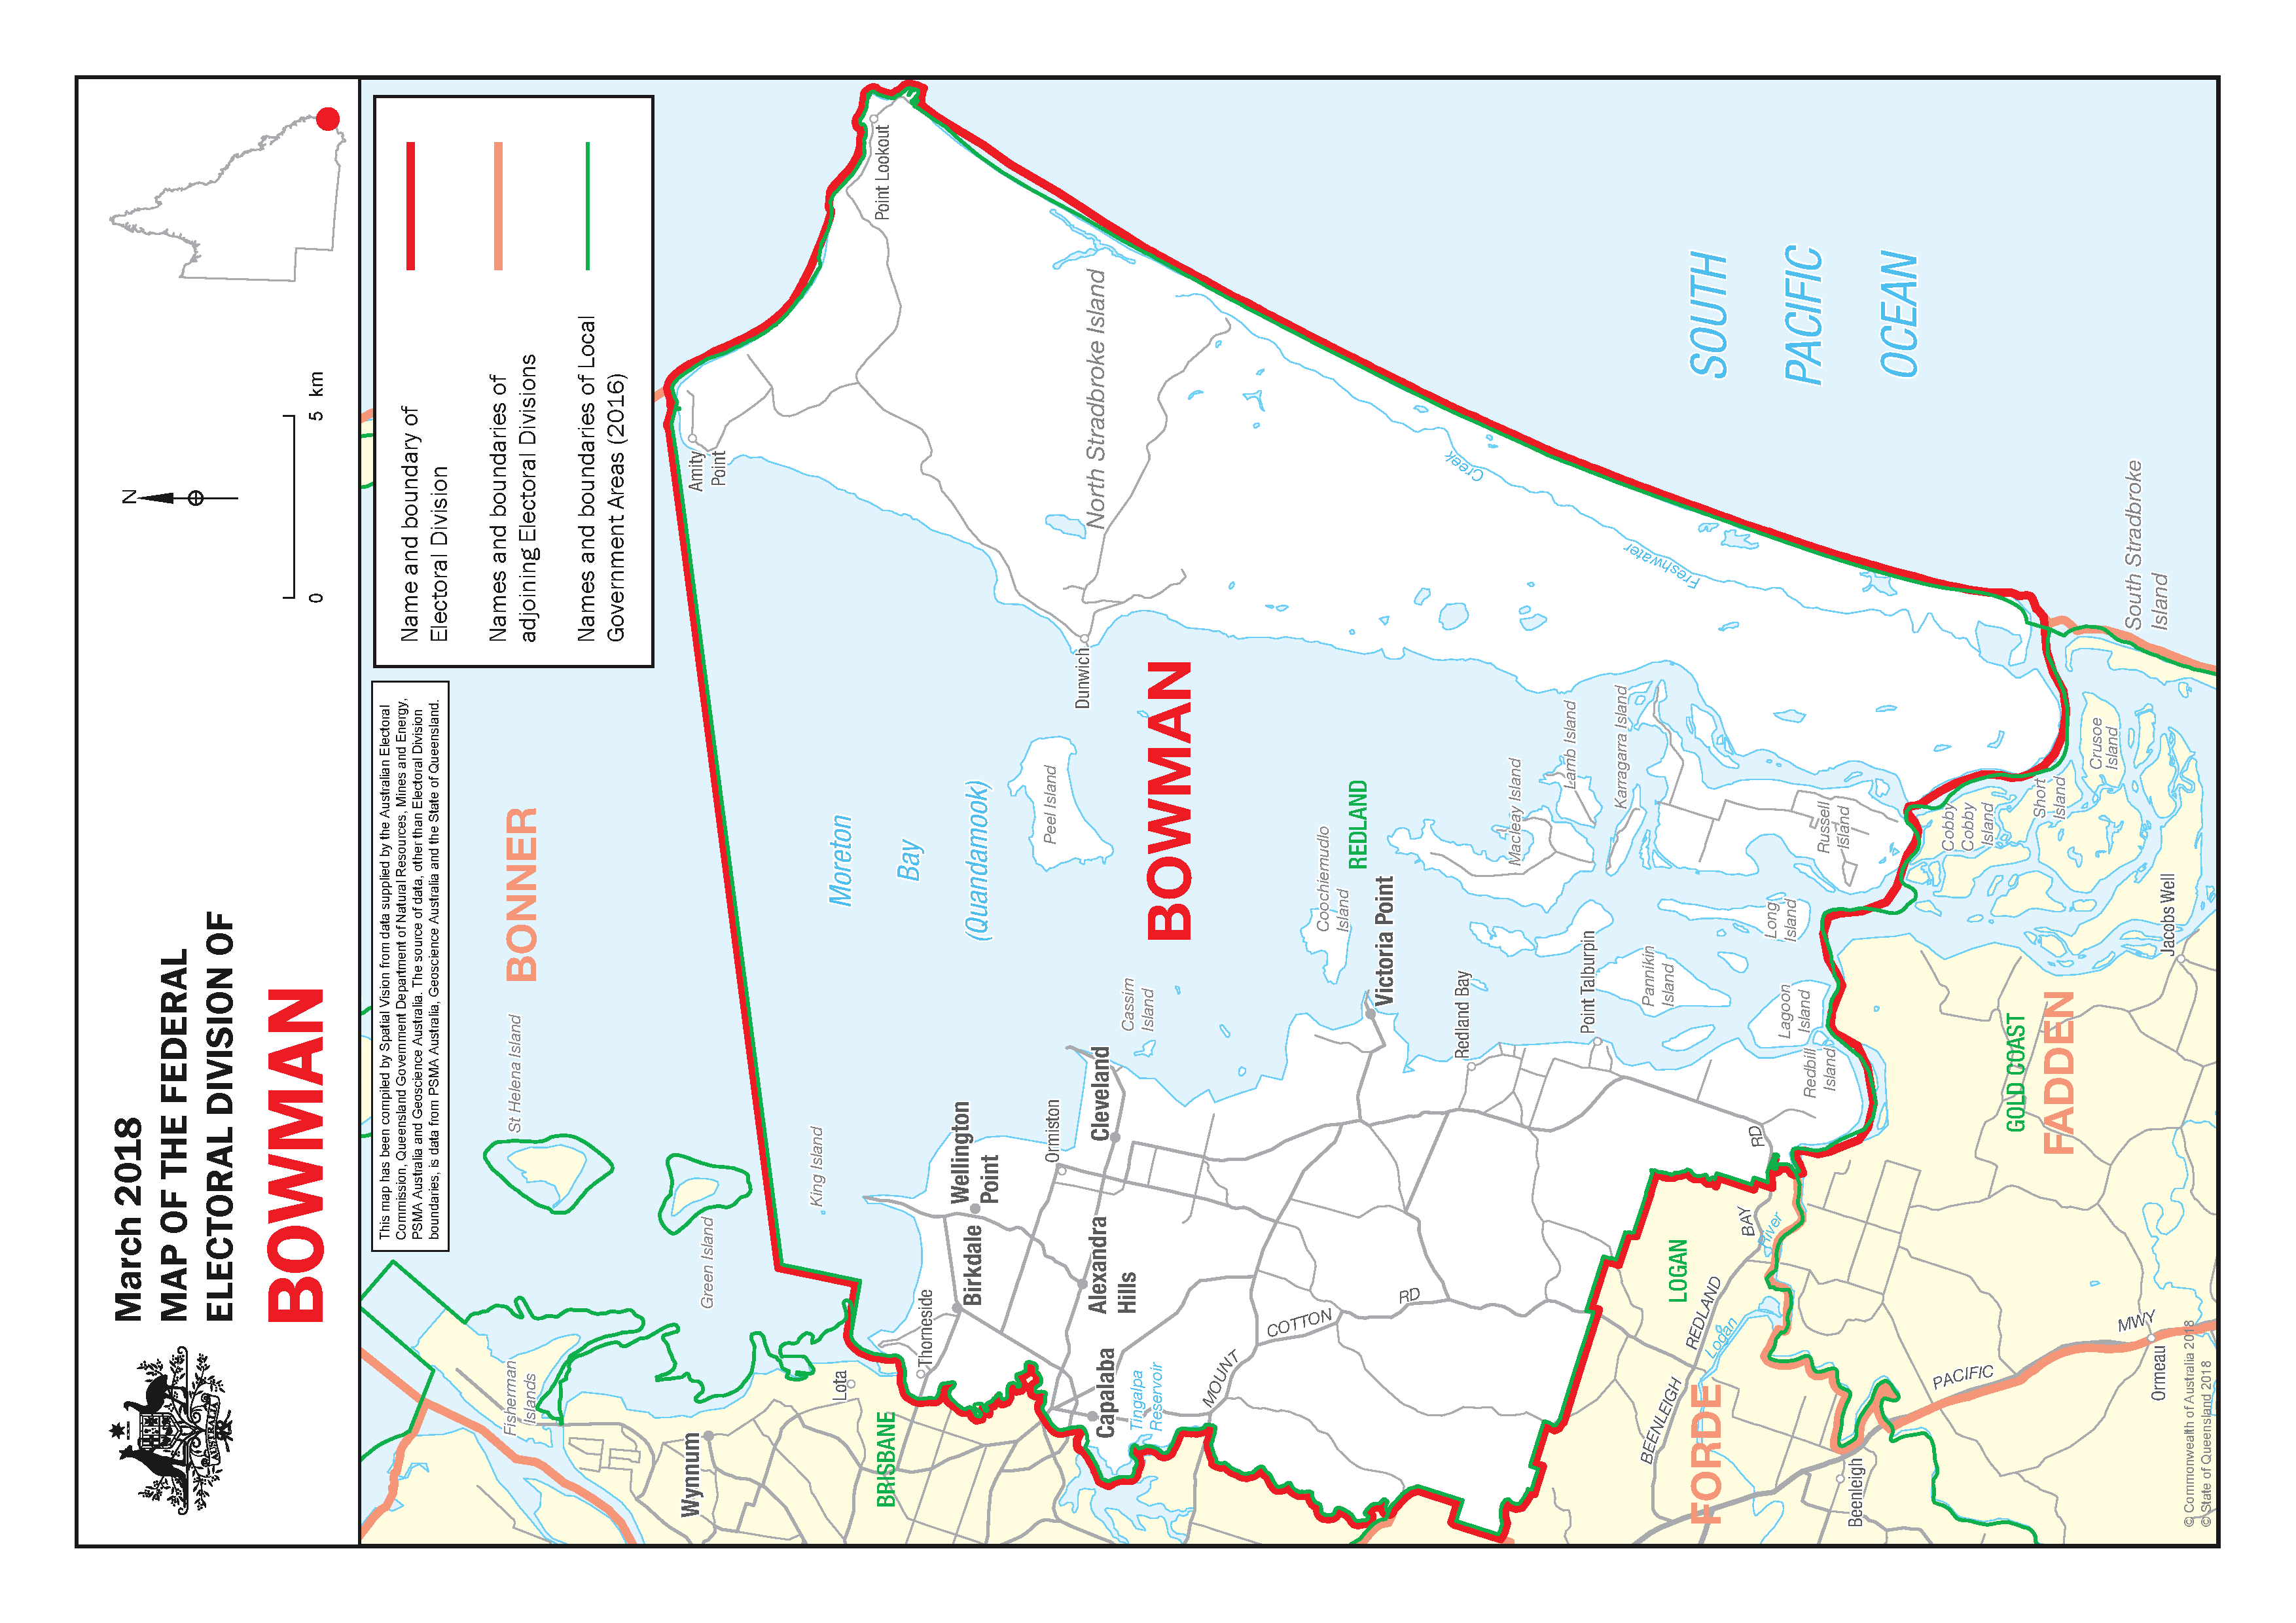 March 2018
MAP OF THE FEDERAL
ELECTORAL DIVISION OF
BOWMAN
AUSTRALIA
N
0 5 km
This map has been compiled by Spatial Vision from data supplied by the Australian Electoral
Commission, Queensland Government Department of Natural Resources, Mines and Energy,
PSMA Australia and Geoscience Australia. The source of data, other than Electoral Division
boundaries, is data from PSMA Australia, Geoscience Australia and the State of Queensland.
Name and boundary of
Electoral Division
Names and boundaries of
adjoining Electoral Divisions
Names and boundaries of Local
Government Areas (2016)
Fisherman
Islands
St Helena Island
BONNER
Wynnum
Green Island
Amity
Point
Lota
King Island
Moreton
Bay
(Quandamook)
Point Lookout
BRISBANE
Thorneside
Birkdale
Wellington
Point
Ormiston
Peel Island
Dunwich
North Stradbroke Island
Capalaba
Alexandra
Hills
Cleveland
Cassim
Island
Tingalpa
Reservoir
BOWMAN
MOUNT
COTTON
RD
Coochiemudlo
Island
REDLAND
Victoria Point
Redland Bay
Creek
Freshwater
Macleay Island
Lamb Island
Karragarra Island
Point Talburpin
Pannikin
Island
SOUTH
PACIFIC
OCEAN
LOGAN
BEENLEIGH
REDLAND
BAY
RD
Logan
River
FORDE
Long
Island
Lagoon
Island
Redbill
Island
Russell
Island
Beenleigh
Cobby
Cobby
Island
Short
Island
Crusoe
Island
South Stradbroke
Island
PACIFIC
MWY
GOLD COAST
FADDEN
Jacobs Well
Ormeau
© Commonwealth of Australia 2018
© State of Queensland 2018